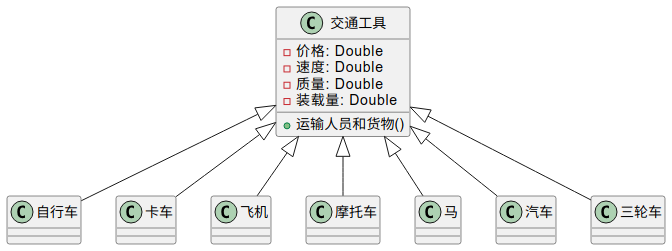 C 交通工具
价格: Double
速度: Double
质量: Double
装载量: Double
运输人员和货物()
C 自行车
C 卡车
C 飞机
C 摩托车
C 马
C 汽车
C 三轮车